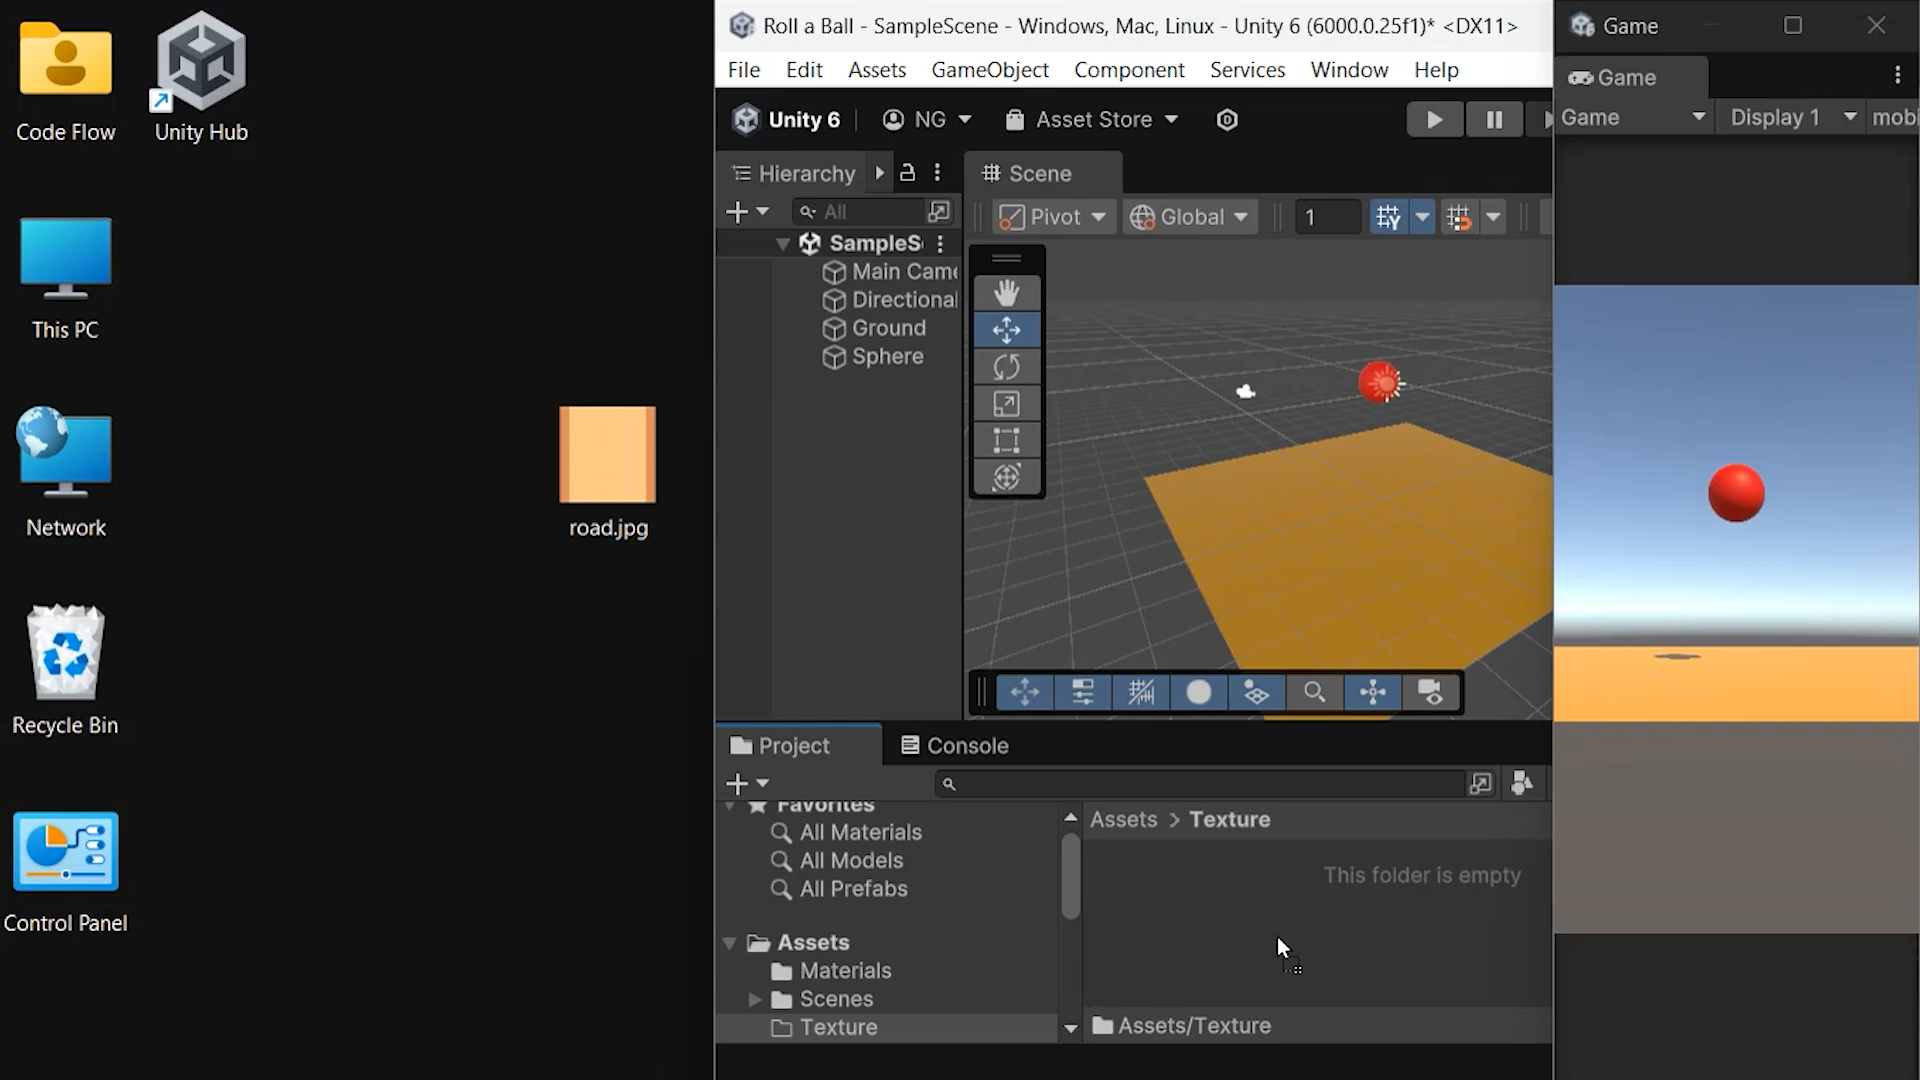 Code Flow
Unity Hub
This PC
Network
road.jpg
Recycle Bin
Control Panel
Roll a Ball - SampleScene - Windows, Mac, Linux - Unity 6 (6000.0.25f1)* <DX11>
File Edit Assets GameObject Component Services Window Help
Unity 6 NG Asset Store
Hierarchy
All
SampleS
Main Came
Directional
Ground
Sphere
Scene
Pivot Global 1
Project Console
Favorites
All Materials
All Models
All Prefabs
Assets
Materials
Scenes
Texture
Assets > Texture
This folder is empty
Assets/Texture
Game
Game
Game Display 1 mobi